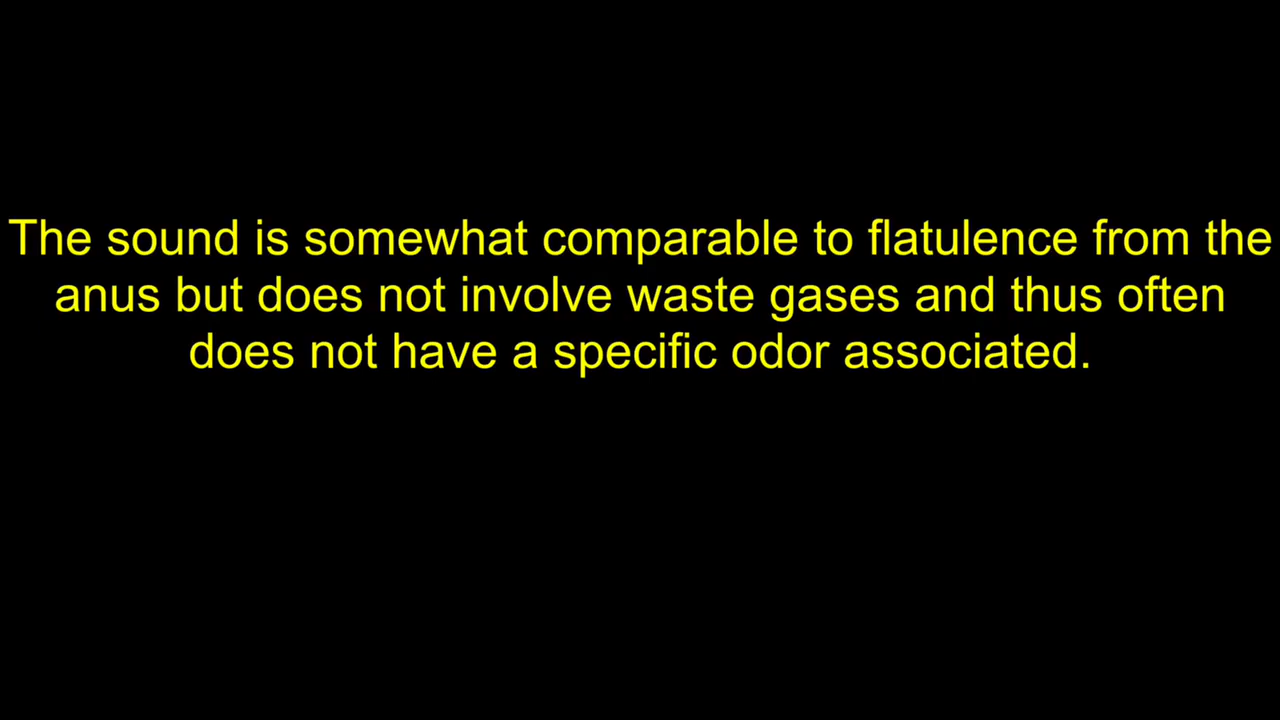 The sound is somewhat comparable to flatulence from the
anus but does not involve waste gases and thus often
does not have a specific odor associated.